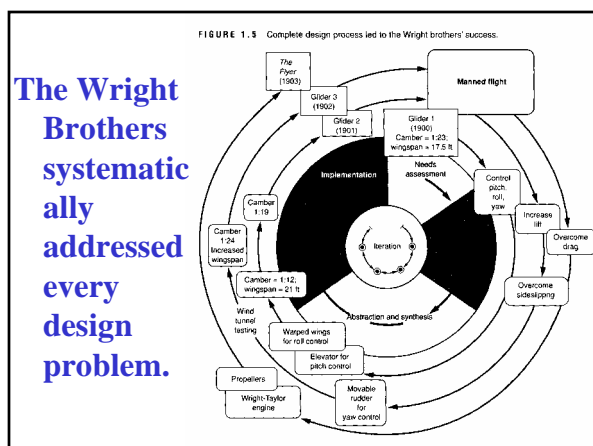 FIGURE 1.5 Complete design process led to the Wright brothers' success.
The Wright
Brothers
systematic
ally
addressed
every
design
problem.
The
Flyer
(1903)
Glider 3
(1902)
Glider 2
(1901)
Glider 1
(1900)
Camber = 1:23;
wingspan = 17.5 ft
Manned flight
Implementation
Needs
assessment
Control
pitch,
roll,
yaw
Increase
lift
Overcome
drag
Camber
1:19
Camber
1:24
Increased
wingspan
Iteration
Camber = 1:12;
wingspan = 21 ft
Overcome
sideslippng
Wind
tunnel
testing
Abstraction and synthesis
Warped wings
for roll control
Elevator for
pitch control
Propellers
Wright-Taylor
engine
Movable
rudder
for
yaw control